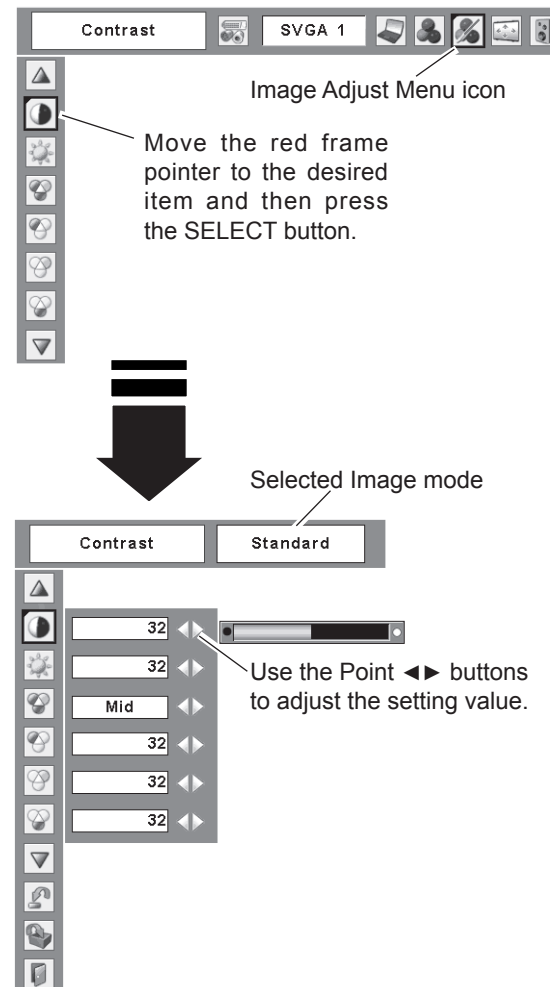 Contrast SVGA 1
Image Adjust Menu icon
Move the red frame
pointer to the desired
item and then press
the SELECT button.
Selected Image mode
Contrast Standard
32
32
Use the Point ◄► buttons
to adjust the setting value.
Mid
32
32
32